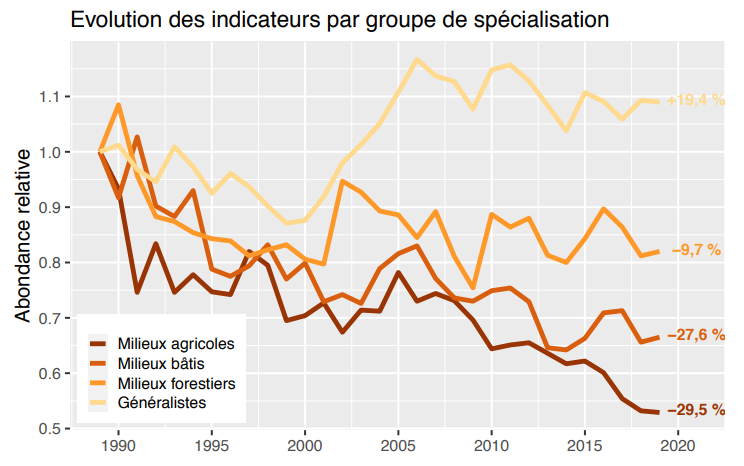 Evolution des indicateurs par groupe de spécialisation
Abondance relative
1.1
1.0
0.9
0.8
0.7
0.6
0.5
+19,4 %
−9,7 %
−27,6 %
−29,5 %
Milieux agricoles
Milieux bâtis
Milieux forestiers
Généralistes
1990 1995 2000 2005 2010 2015 2020